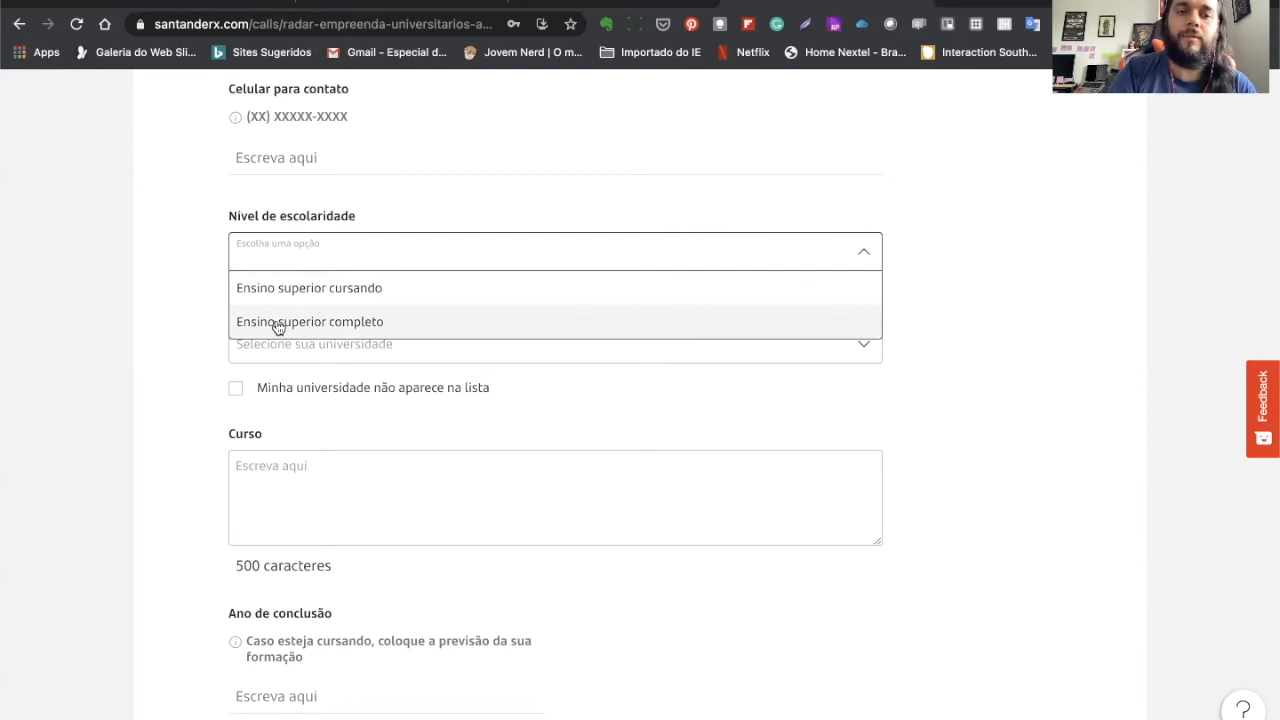 santanderx.com/calls/radar-empreenda-universitarios-a...
Apps
Galeria do Web Sli...
Sites Sugeridos
Gmail - Especial d...
Jovem Nerd | O m...
Importado do IE
Netflix
Home Nextel - Bra...
Interaction South...
Celular para contato
(XX) XXXXX-XXXX
Escreva aqui
Nível de escolaridade
Escolha uma opção
Ensino superior cursando
Ensino superior completo
Selecione sua universidade
Minha universidade não aparece na lista
Curso
Escreva aqui
500 caracteres
Ano de conclusão
Caso esteja cursando, coloque a previsão da sua
formação
Escreva aqui
Feedback
?